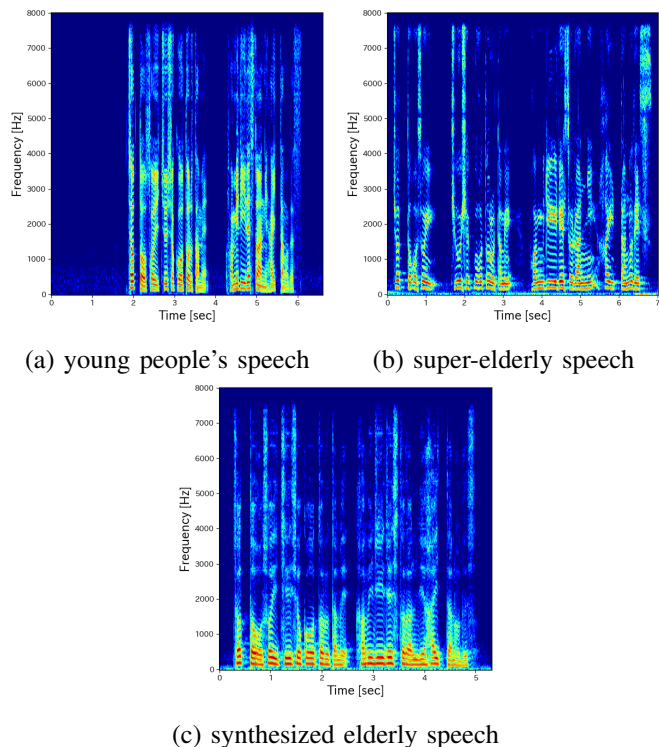 8000
7000
6000
5000
4000
3000
2000
1000
0
Frequency [Hz]
0 1 2 3 4 5 6
Time [sec]
(a) young people's speech
8000
7000
6000
5000
4000
3000
2000
1000
0
Frequency [Hz]
0 1 2 3 4 5 6 7
Time [sec]
(b) super-elderly speech
8000
7000
6000
5000
4000
3000
2000
1000
0
Frequency [Hz]
0 1 2 3 4 5
Time [sec]
(c) synthesized elderly speech